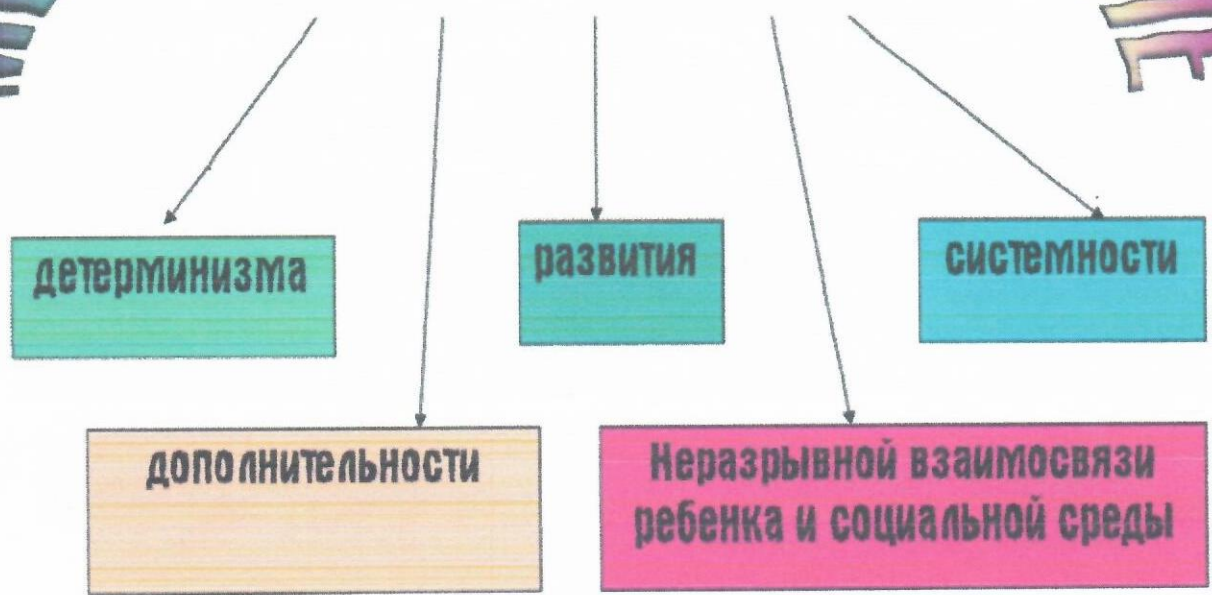 детерминизма
развития
системности
дополнительности
Неразрывной взаимосвязи
ребенка и социальной среды